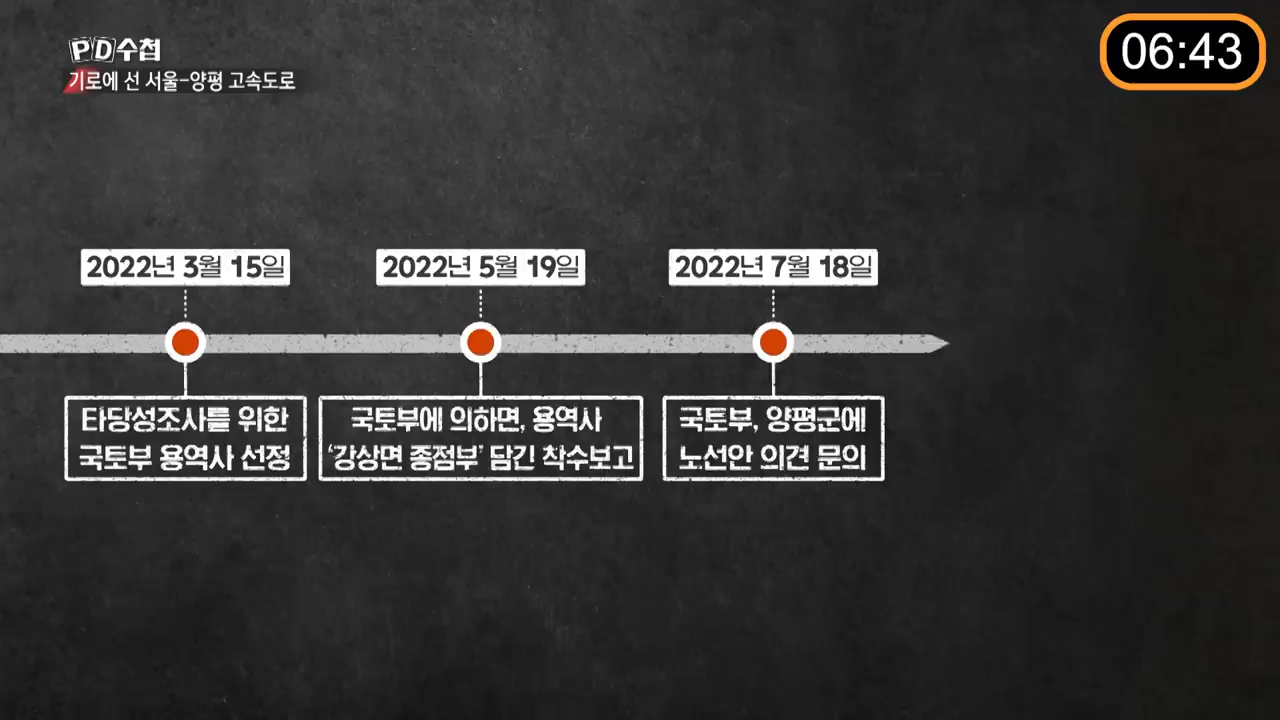 PD수첩
06:43
기로에 선 서울-양평 고속도로
2022년 3월 15일
2022년 5월 19일
2022년 7월 18일
타당성조사를 위한
국토부 용역사 선정
국토부에 의하면, 용역사
‘강상면 종점부’ 담긴 착수보고
국토부, 양평군에
노선안 의견 문의